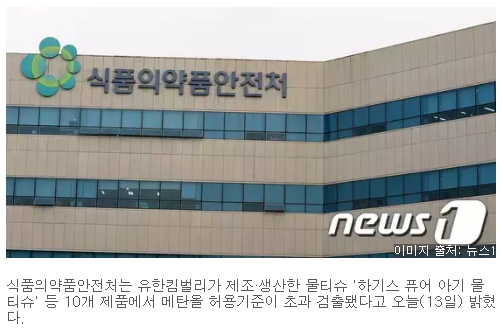 식품의약품안전처
news1
이미지 출처: 뉴스1
식품의약품안전처는 유한킴벌리가 제조·생산한 물티슈 '하기스 퓨어 아기 물
티슈' 등 10개 제품에서 메탄올 허용기준이 초과 검출됐다고 오늘(13일) 밝혔
다.